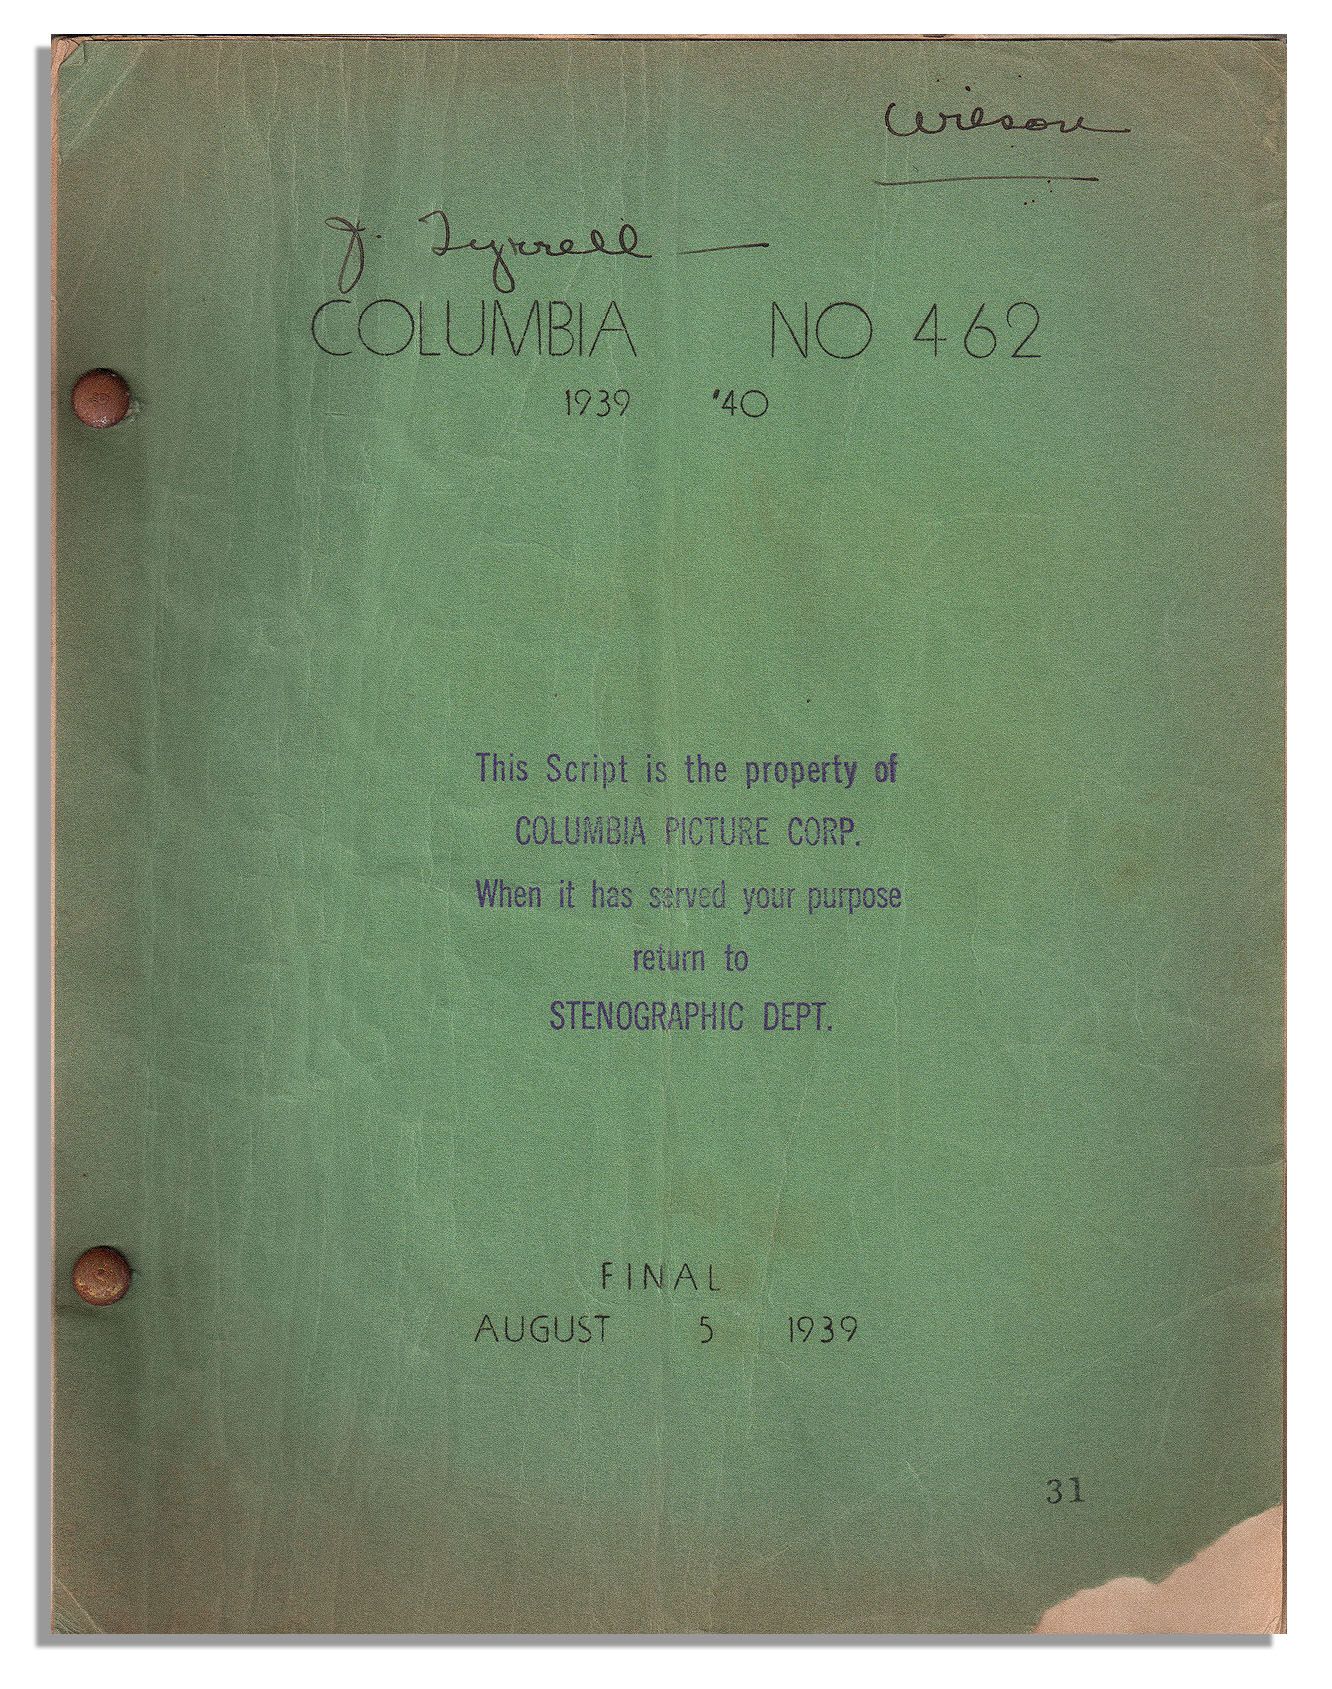 Wilson
J. Tyrrell —
COLUMBIA NO 462
1939 '40
This Script is the property of
COLUMBIA PICTURE CORP.
When it has served your purpose
return to
STENOGRAPHIC DEPT.
FINAL
AUGUST 5 1939
31